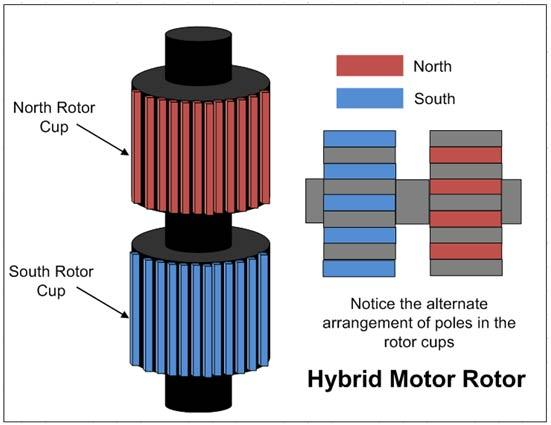 North Rotor
Cup
South Rotor
Cup
North
South
Notice the alternate
arrangement of poles in the
rotor cups
Hybrid Motor Rotor